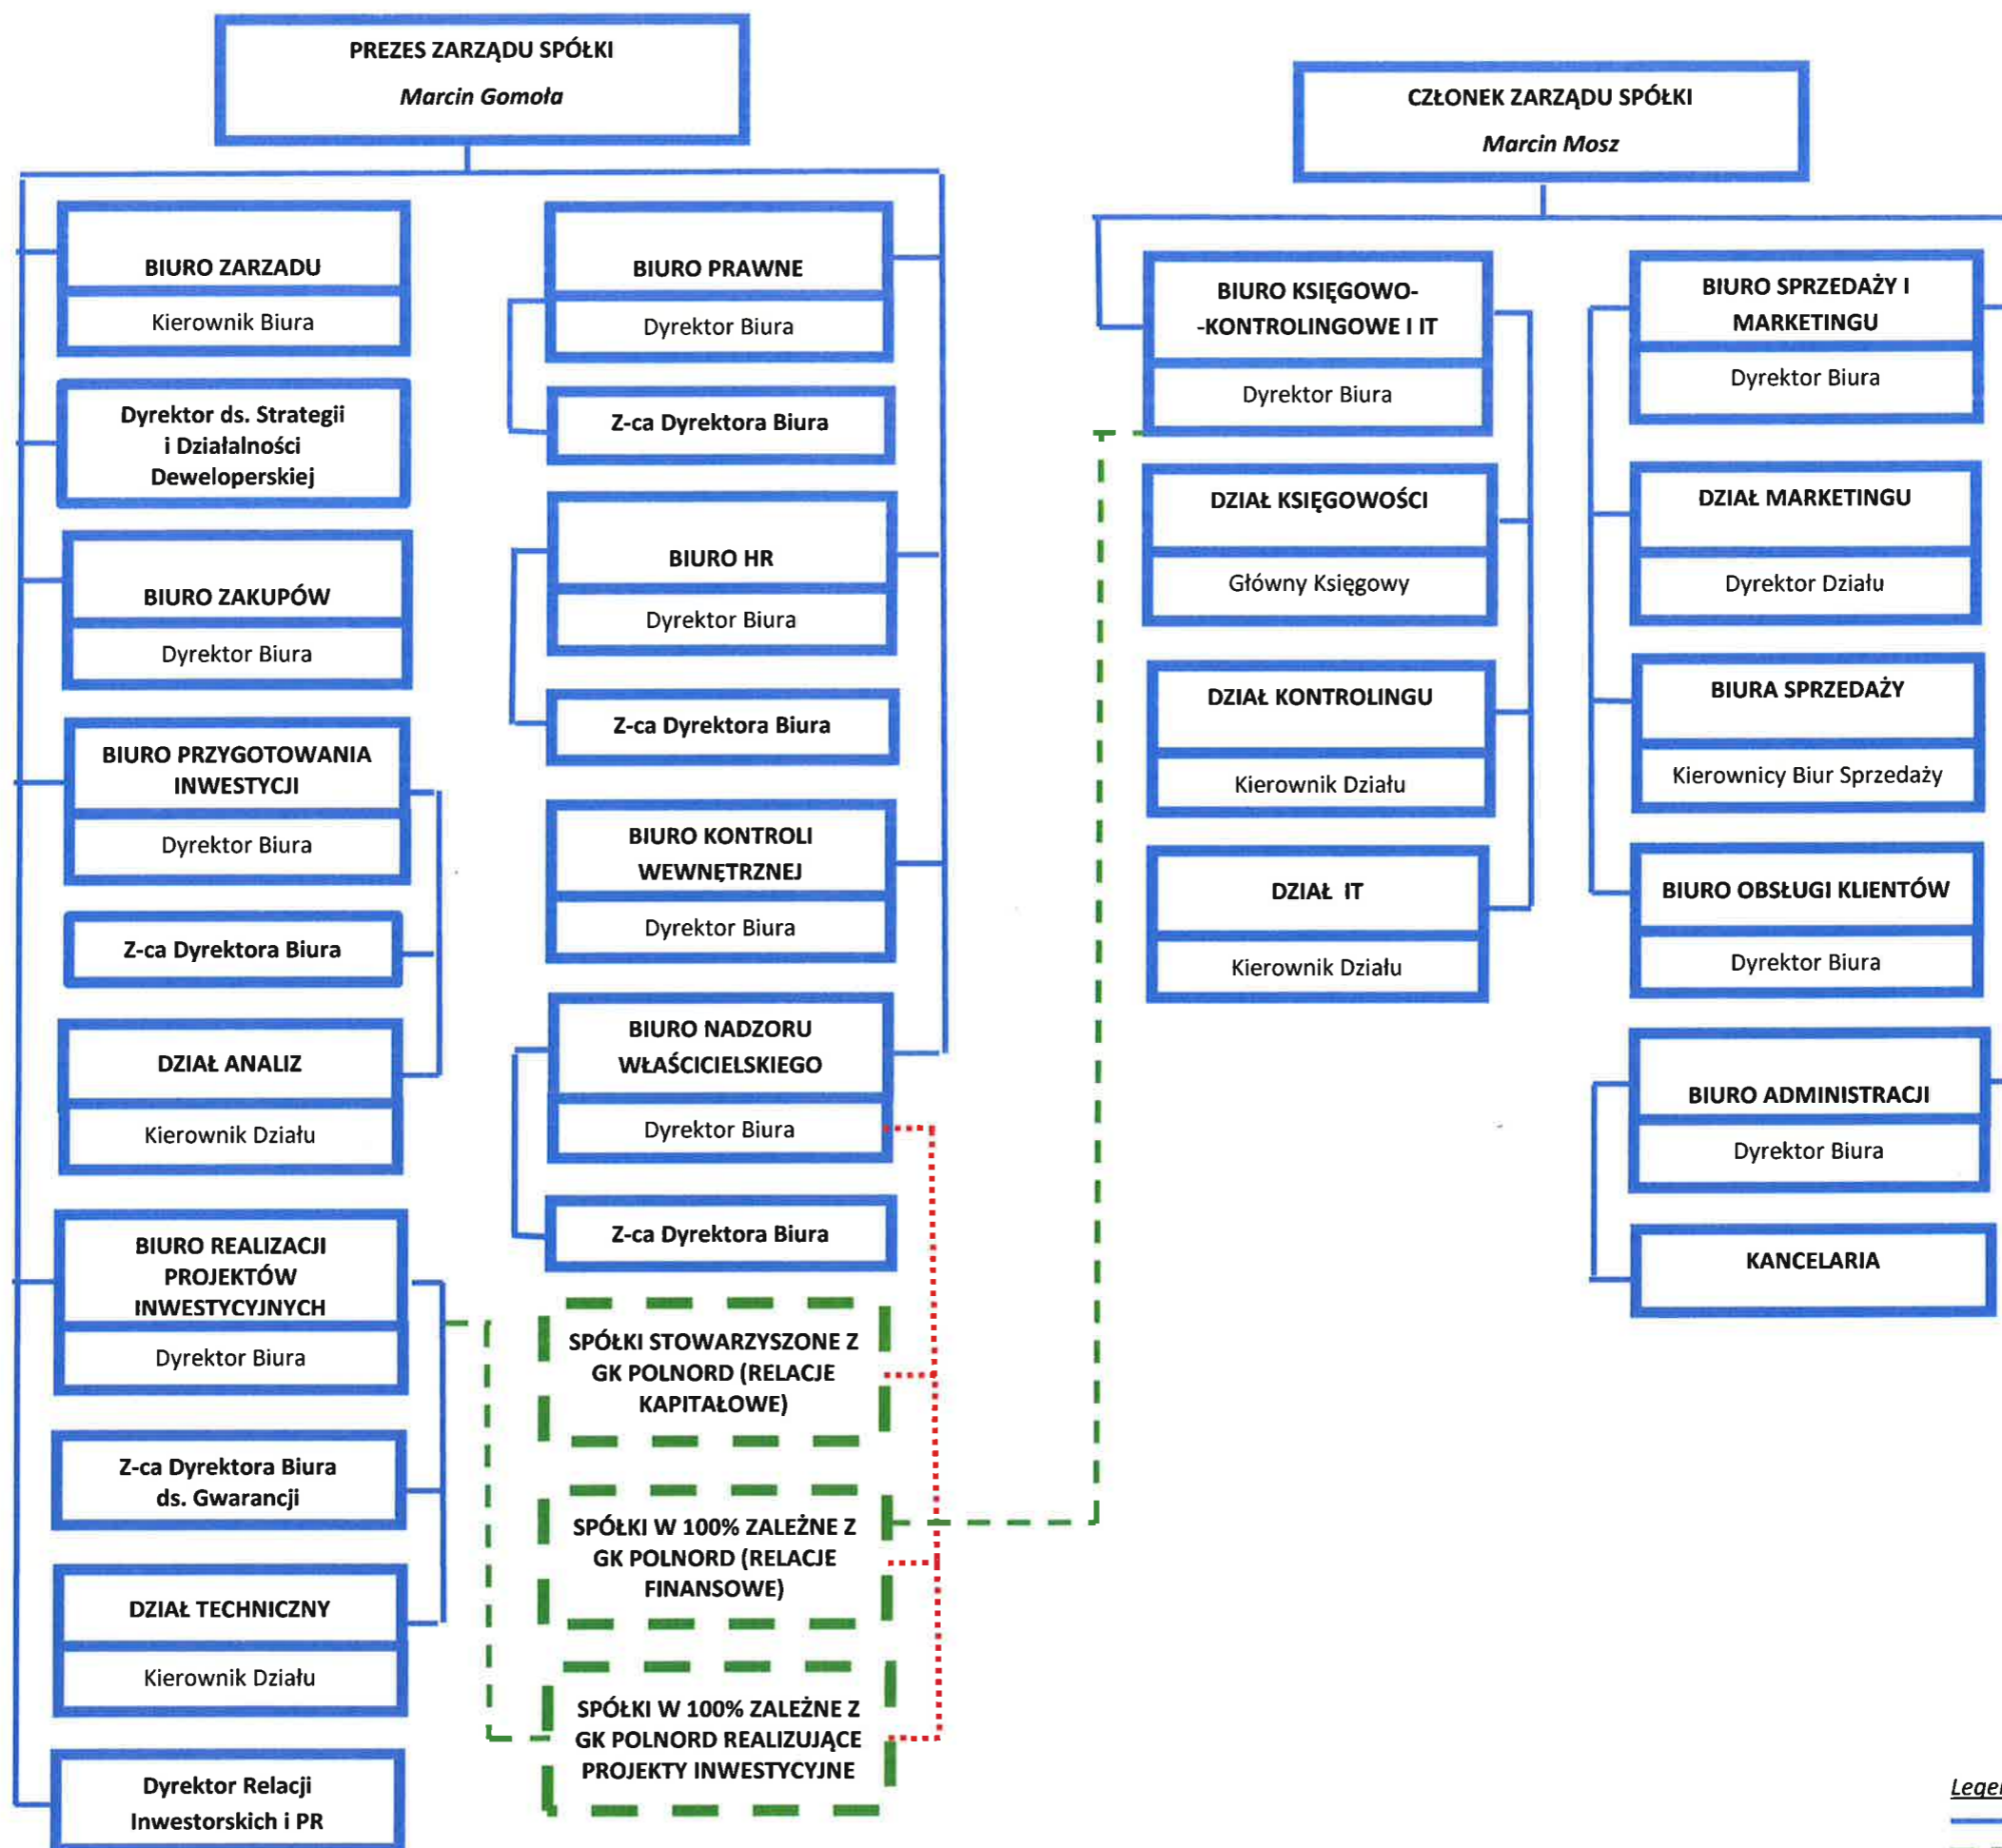 PREZES ZARZĄDU SPÓŁKI
Marcin Gomoła
BIURO ZARZADU
Kierownik Biura
Dyrektor ds. Strategii
i Działalności
Deweloperskiej
BIURO ZAKUPÓW
Dyrektor Biura
BIURO PRZYGOTOWANIA
INWESTYCJI
Dyrektor Biura
Z-ca Dyrektora Biura
DZIAŁ ANALIZ
Kierownik Działu
BIURO REALIZACJI
PROJEKTÓW
INWESTYCYJNYCH
Dyrektor Biura
Z-ca Dyrektora Biura
ds. Gwarancji
DZIAŁ TECHNICZNY
Kierownik Działu
Dyrektor Relacji
Inwestorskich i PR
BIURO PRAWNE
Dyrektor Biura
Z-ca Dyrektora Biura
BIURO HR
Dyrektor Biura
Z-ca Dyrektora Biura
BIURO KONTROLI
WEWNĘTRZNEJ
Dyrektor Biura
BIURO NADZORU
WŁAŚCICIELSKIEGO
Dyrektor Biura
Z-ca Dyrektora Biura
SPÓŁKI STOWARZYSZONE Z
GK POLNORD (RELACJE
KAPITAŁOWE)
SPÓŁKI W 100% ZALEŻNE Z
GK POLNORD (RELACJE
FINANSOWE)
SPÓŁKI W 100% ZALEŻNE Z
GK POLNORD REALIZUJĄCE
PROJEKTY INWESTYCYJNE
CZŁONEK ZARZĄDU SPÓŁKI
Marcin Mosz
BIURO KSIĘGOWO-
-KONTROLINGOWE I IT
Dyrektor Biura
DZIAŁ KSIĘGOWOŚCI
Główny Księgowy
DZIAŁ KONTROLINGU
Kierownik Działu
DZIAŁ IT
Kierownik Działu
BIURO SPRZEDAŻY I
MARKETINGU
Dyrektor Biura
DZIAŁ MARKETINGU
Dyrektor Działu
BIURA SPRZEDAŻY
Kierownicy Biur Sprzedaży
BIURO OBSŁUGI KLIENTÓW
Dyrektor Biura
BIURO ADMINISTRACJI
Dyrektor Biura
KANCELARIA